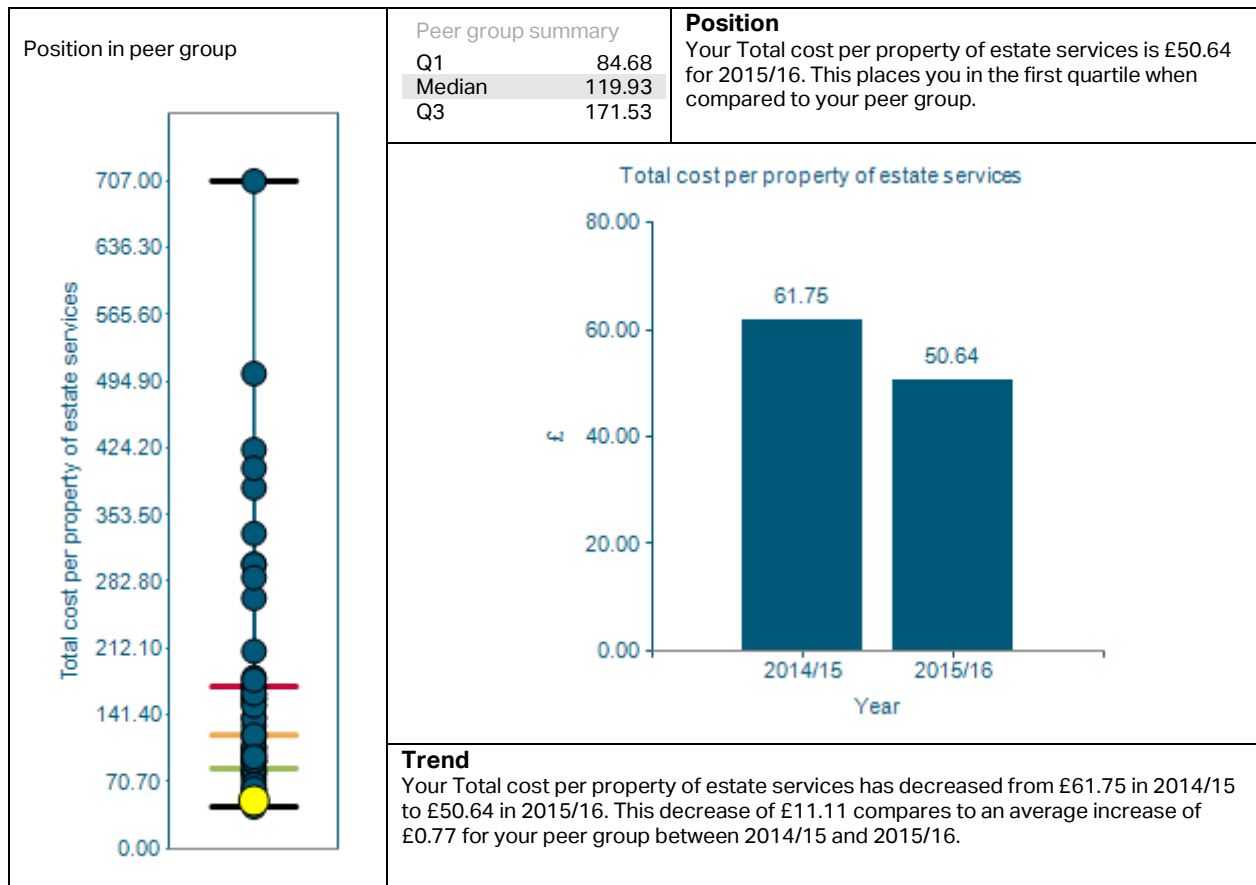 Position in peer group
707.00
636.30
565.60
494.90
424.20
353.50
282.80
212.10
141.40
70.70
0.00
Total cost per property of estate services
Peer group summary
Q1 84.68
Median 119.93
Q3 171.53
Position
Your Total cost per property of estate services is £50.64
for 2015/16. This places you in the first quartile when
compared to your peer group.
Total cost per property of estate services
80.00
60.00
40.00
20.00
0.00
£
61.75
50.64
2014/15 2015/16
Year
Trend
Your Total cost per property of estate services has decreased from £61.75 in 2014/15
to £50.64 in 2015/16. This decrease of £11.11 compares to an average increase of
£0.77 for your peer group between 2014/15 and 2015/16.